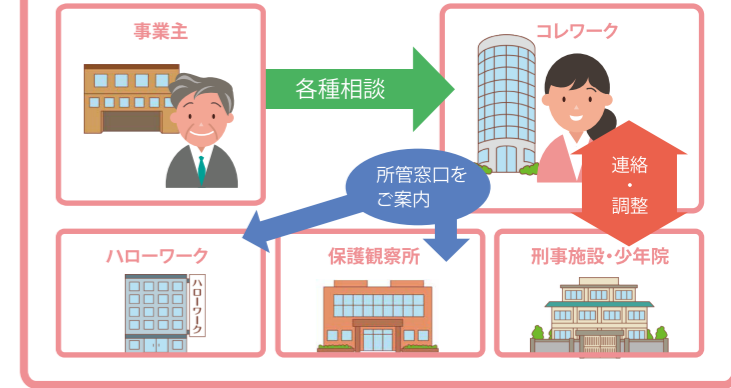 事業主
コレワーク
各種相談
所管窓口を
ご案内
連絡
・
調整
ハローワーク
ハローワーク
保護観察所
刑事施設・少年院